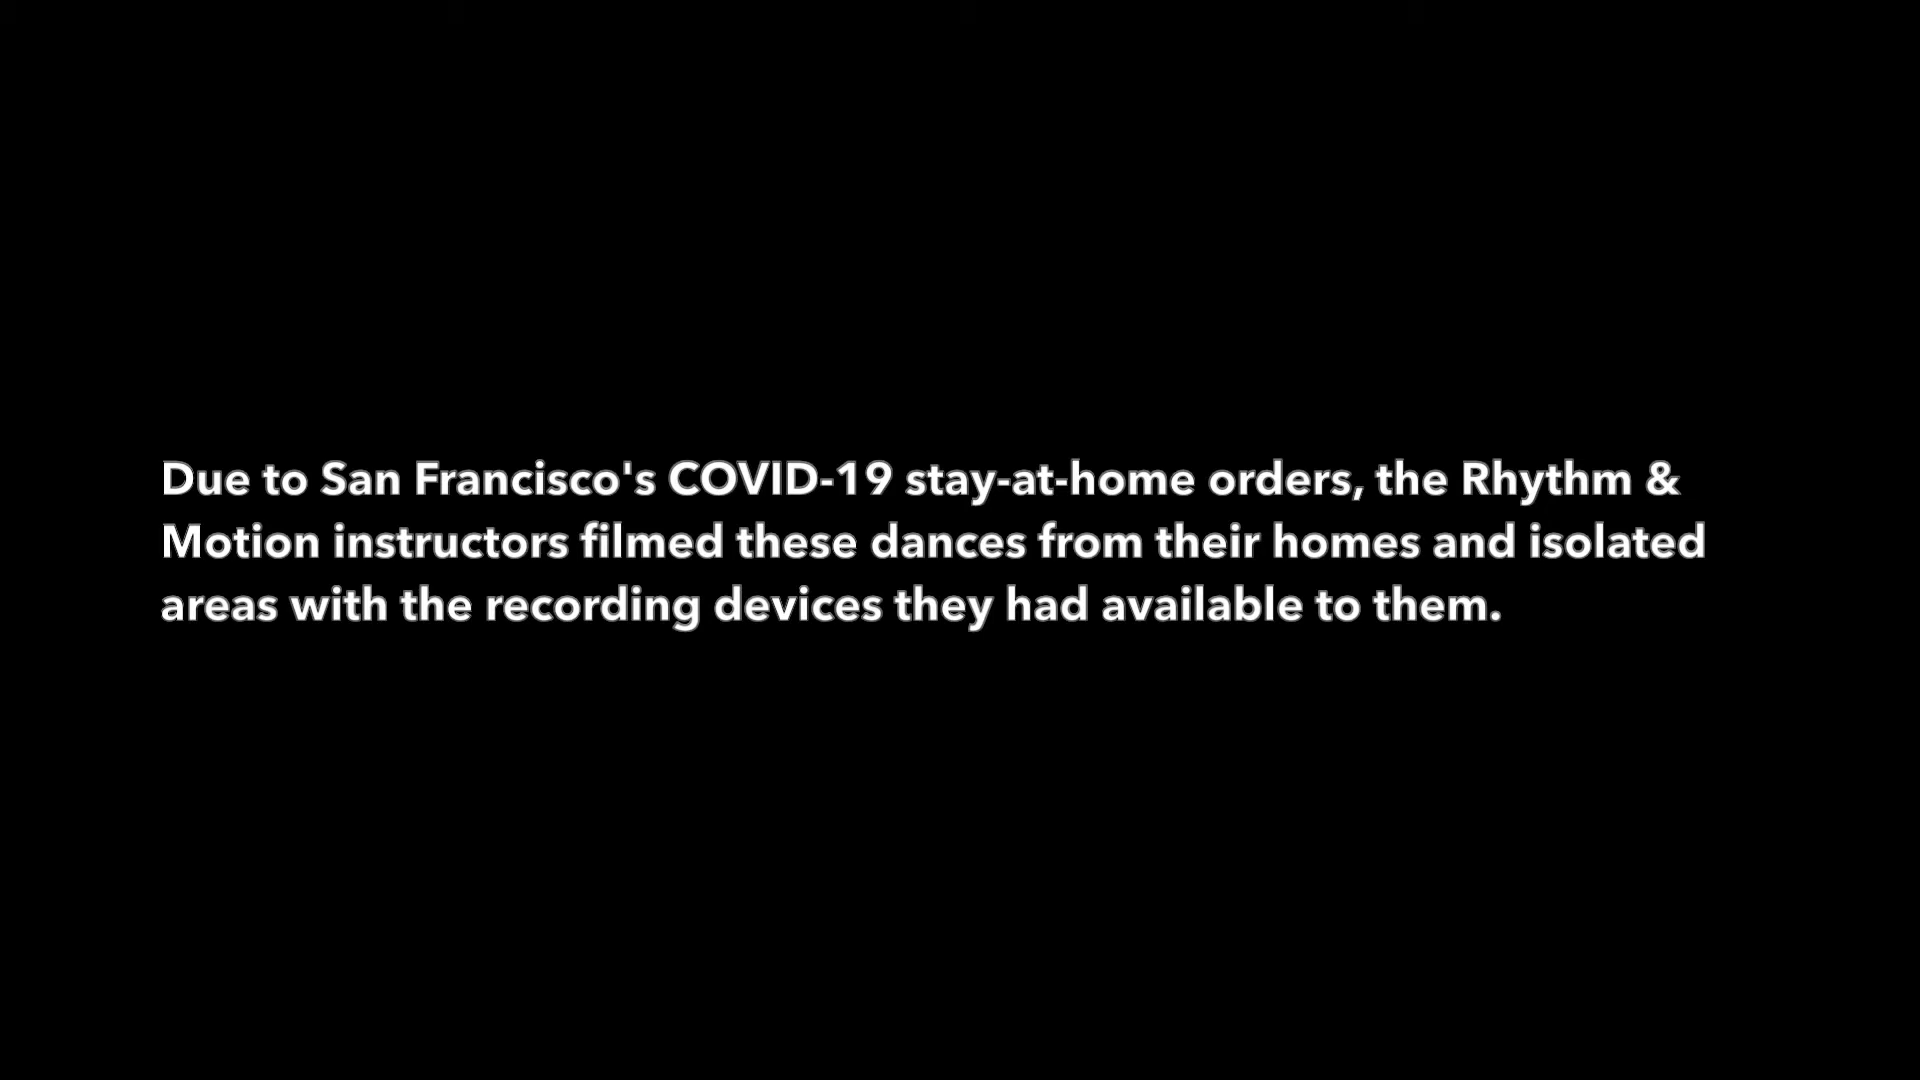 Due to San Francisco's COVID-19 stay-at-home orders, the Rhythm &
Motion instructors filmed these dances from their homes and isolated
areas with the recording devices they had available to them.